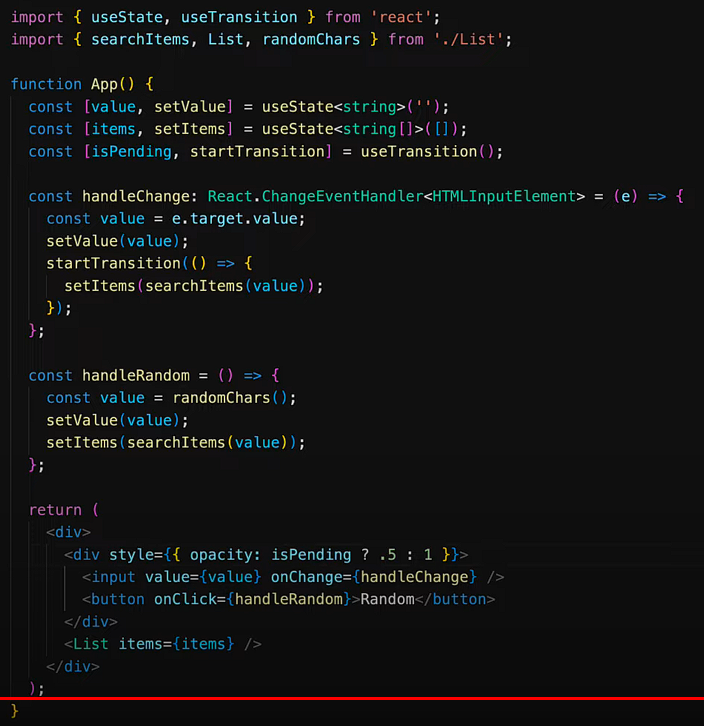 import { useState, useTransition } from 'react';
import { searchItems, List, randomChars } from './List';
function App() {
const [value, setValue] = useState<string>('');
const [items, setItems] = useState<string[]>([]);
const [isPending, startTransition] = useTransition();
const handleChange: React.ChangeEventHandler<HTMLInputElement> = (e) => {
const value = e.target.value;
setValue(value);
startTransition(() => {
setItems(searchItems(value));
});
};
const handleRandom = () => {
const value = randomChars();
setValue(value);
setItems(searchItems(value));
};
return (
<div>
<div style={{ opacity: isPending ? .5 : 1 }}>
<input value={value} onChange={handleChange} />
<button onClick={handleRandom}>Random</button>
</div>
<List items={items} />
</div>
);
}